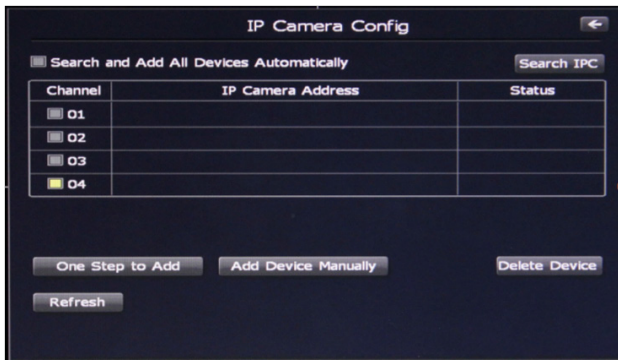 IP Camera Config
Search and Add All Devices Automatically
Search IPC
Channel IP Camera Address Status
01
02
03
04
One Step to Add Add Device Manually Delete Device
Refresh